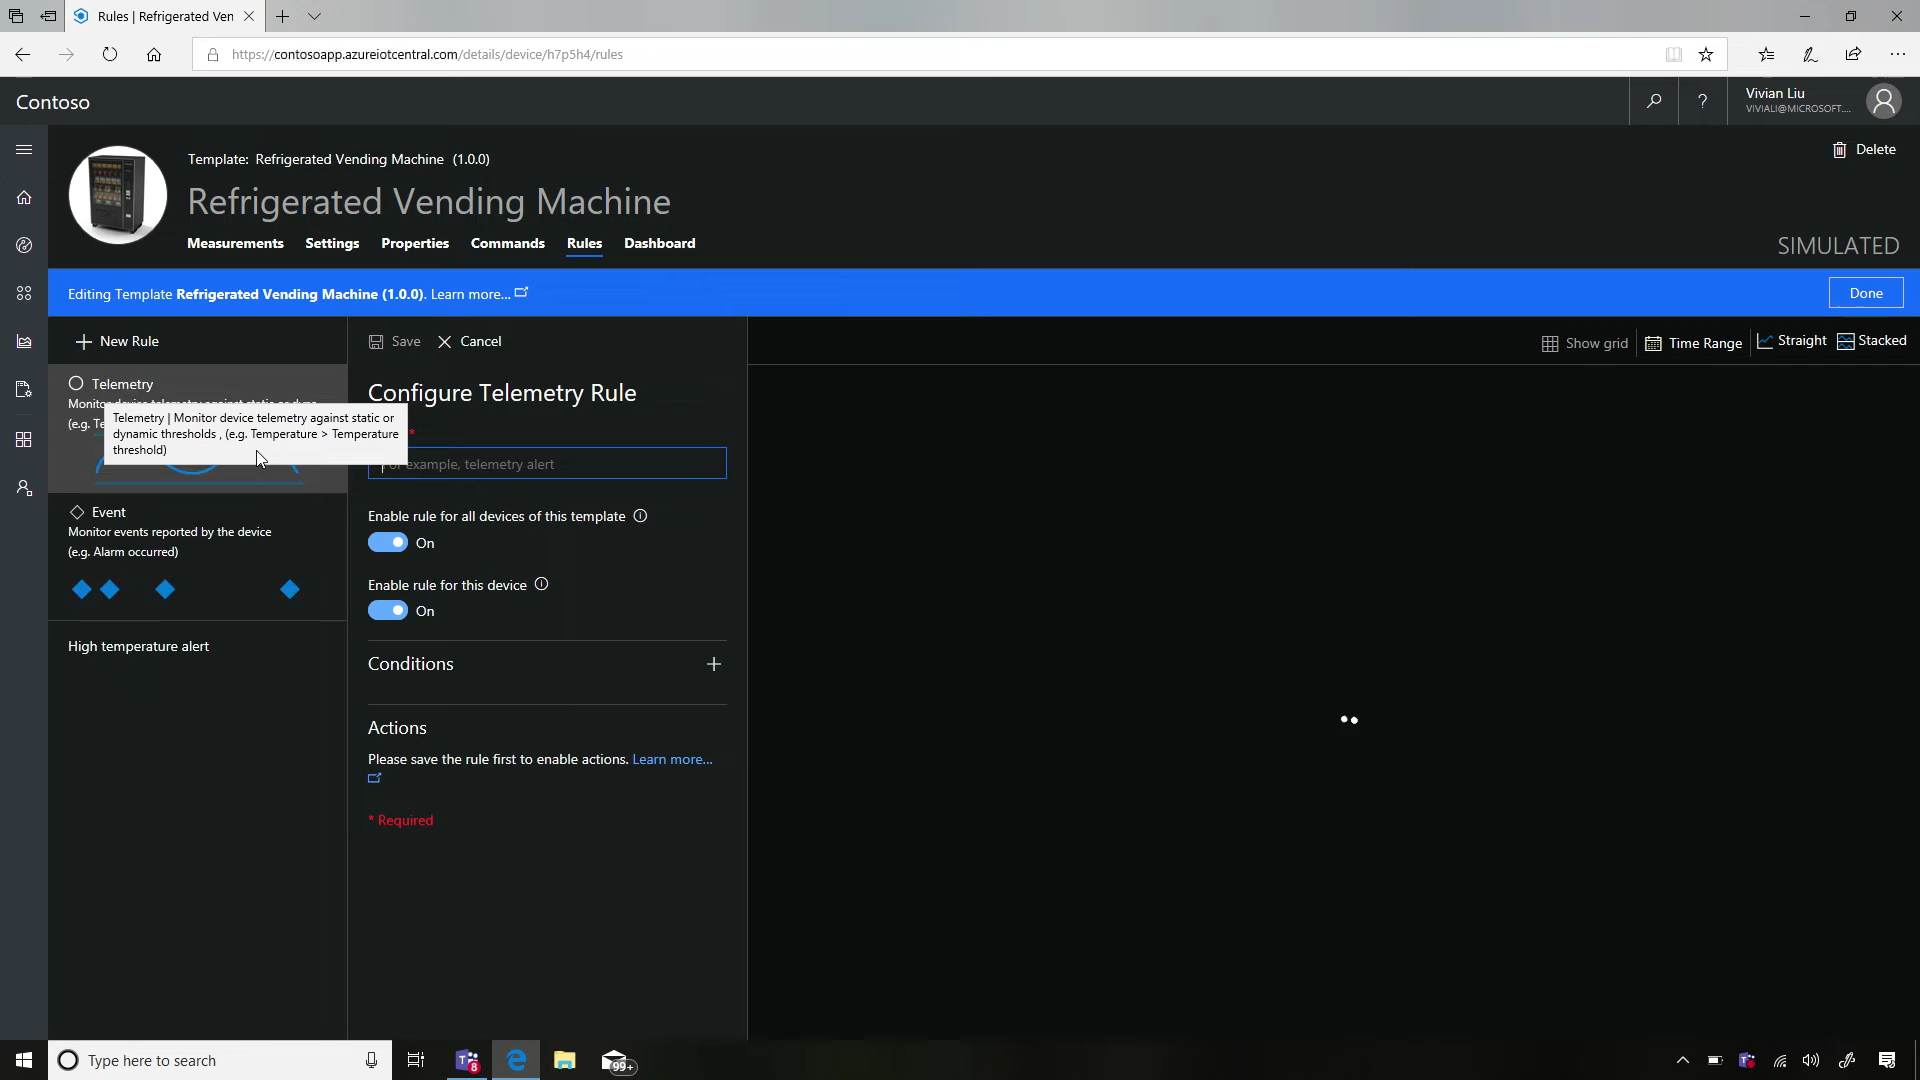 Rules | Refrigerated Ven
https://contosoapp.azureiotcentral.com/details/device/h7p5h4/rules
Contoso
?
Vivian Liu
VIVIALI@MICROSOFT....
Template: Refrigerated Vending Machine (1.0.0)
Delete
Refrigerated Vending Machine
Measurements Settings Properties Commands Rules Dashboard
SIMULATED
Editing Template Refrigerated Vending Machine (1.0.0). Learn more...
Done
New Rule
Save Cancel
Show grid Time Range Straight Stacked
Telemetry
Telemetry | Monitor device telemetry against static or
dynamic thresholds , (e.g. Temperature > Temperature
threshold)
Event
Monitor events reported by the device
(e.g. Alarm occurred)
High temperature alert
Configure Telemetry Rule
*
example, telemetry alert
Enable rule for all devices of this template
On
Enable rule for this device
On
Conditions
Actions
Please save the rule first to enable actions. Learn more...
* Required
Type here to search
8
99+